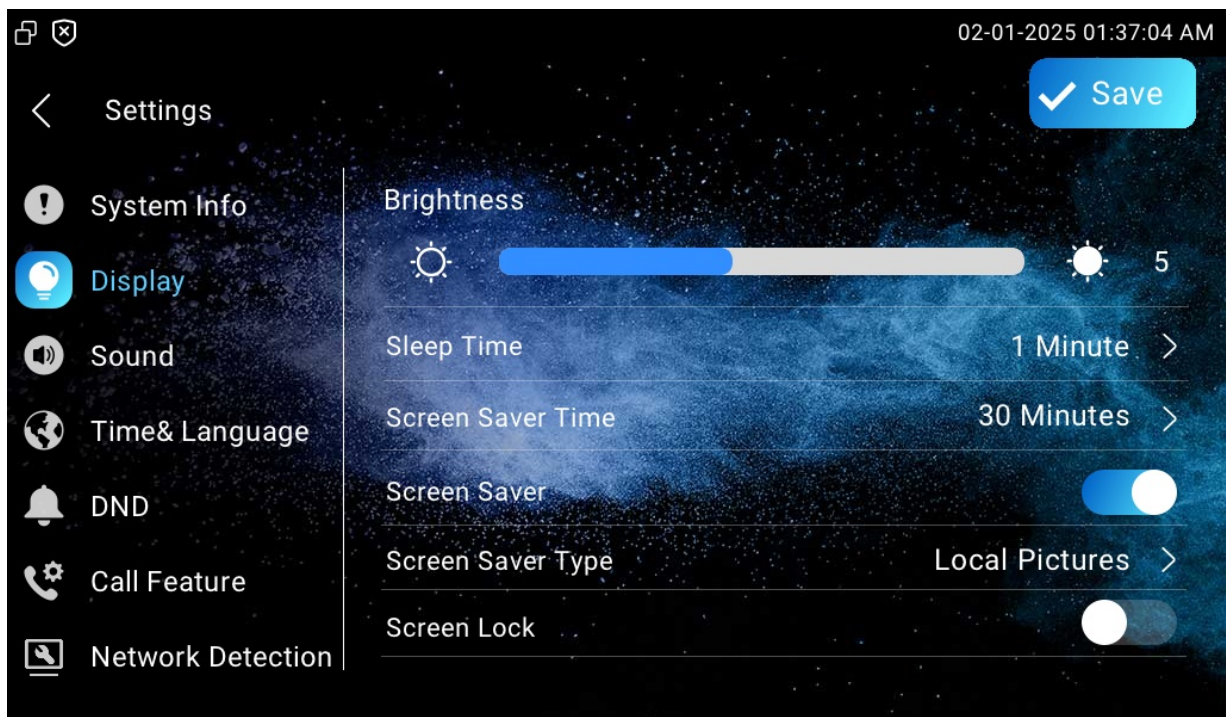 02-01-2025 01:37:04 AM
Settings
Save
System Info
Display
Sound
Time& Language
DND
Call Feature
Network Detection
Brightness
5
Sleep Time 1 Minute
Screen Saver Time 30 Minutes
Screen Saver
Screen Saver Type Local Pictures
Screen Lock